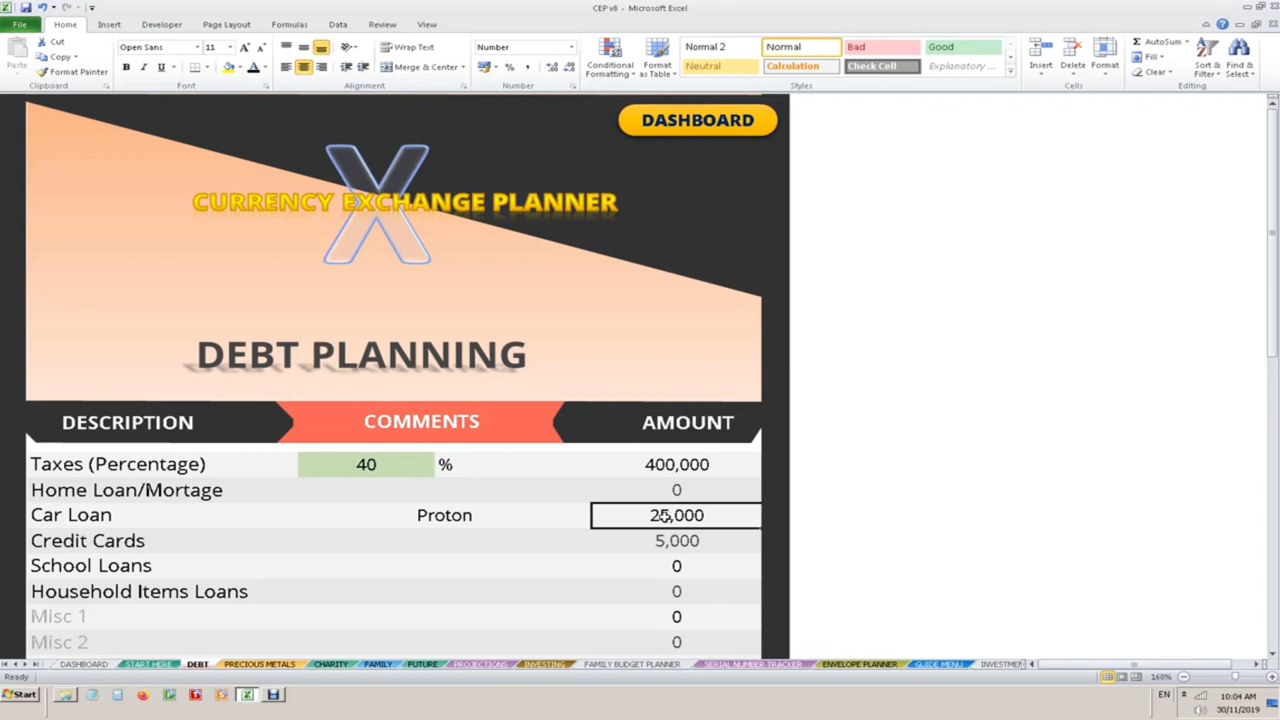 CEP v8 - Microsoft Excel
File Home Insert Developer Page Layout Formulas Data Review View
Cut
Copy
Format Painter
Paste
Clipboard
Open Sans 11
Font
Wrap Text
Merge & Center
Alignment
Number
Number
Conditional Formatting
Format as Table
Normal 2 Normal Bad Good
Neutral Calculation Check Cell Explanatory ...
Styles
Insert Delete Format
Cells
AutoSum
Fill
Clear
Sort & Filter
Find & Select
Editing
DASHBOARD
X
CURRENCY EXCHANGE PLANNER
DEBT PLANNING
DESCRIPTION COMMENTS AMOUNT
Taxes (Percentage) 40 % 400,000
Home Loan/Mortage 0
Car Loan Proton 25,000
Credit Cards 5,000
School Loans 0
Household Items Loans 0
Misc 1 0
Misc 2 0
DASHBOARD START HERE DEBT PRECIOUS METALS CHARITY FAMILY FUTURE PROJECTIONS INVESTING FAMILY BUDGET PLANNER SERIAL NUMBER TRACKER ENVELOPE PLANNER GUIDE MENU INVESTMEN
Ready 160%
Start EN 10:04 AM
30/11/2019